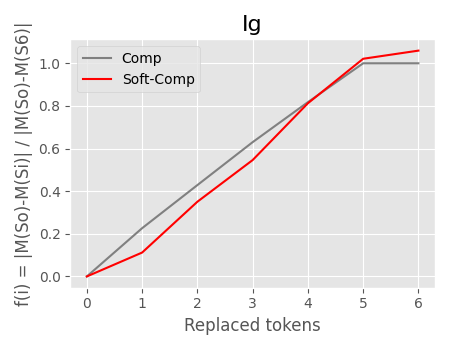 Ig
Comp
Soft-Comp
f(i) = |M(So)-M(Si)| / |M(So)-M(S6)|
1.0
0.8
0.6
0.4
0.2
0.0
0 1 2 3 4 5 6
Replaced tokens